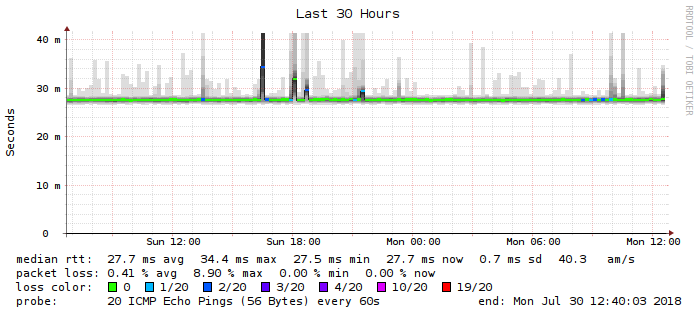 Last 30 Hours
RRDTOOL / TOBI OETIKER
Seconds
40 m
30 m
20 m
10 m
0
Sun 12:00 Sun 18:00 Mon 00:00 Mon 06:00 Mon 12:00
median rtt: 27.7 ms avg 34.4 ms max 27.5 ms min 27.7 ms now 0.7 ms sd 40.3 am/s
packet loss: 0.41 % avg 8.90 % max 0.00 % min 0.00 % now
loss color: 0 1/20 2/20 3/20 4/20 10/20 19/20
probe: 20 ICMP Echo Pings (56 Bytes) every 60s end: Mon Jul 30 12:40:03 2018